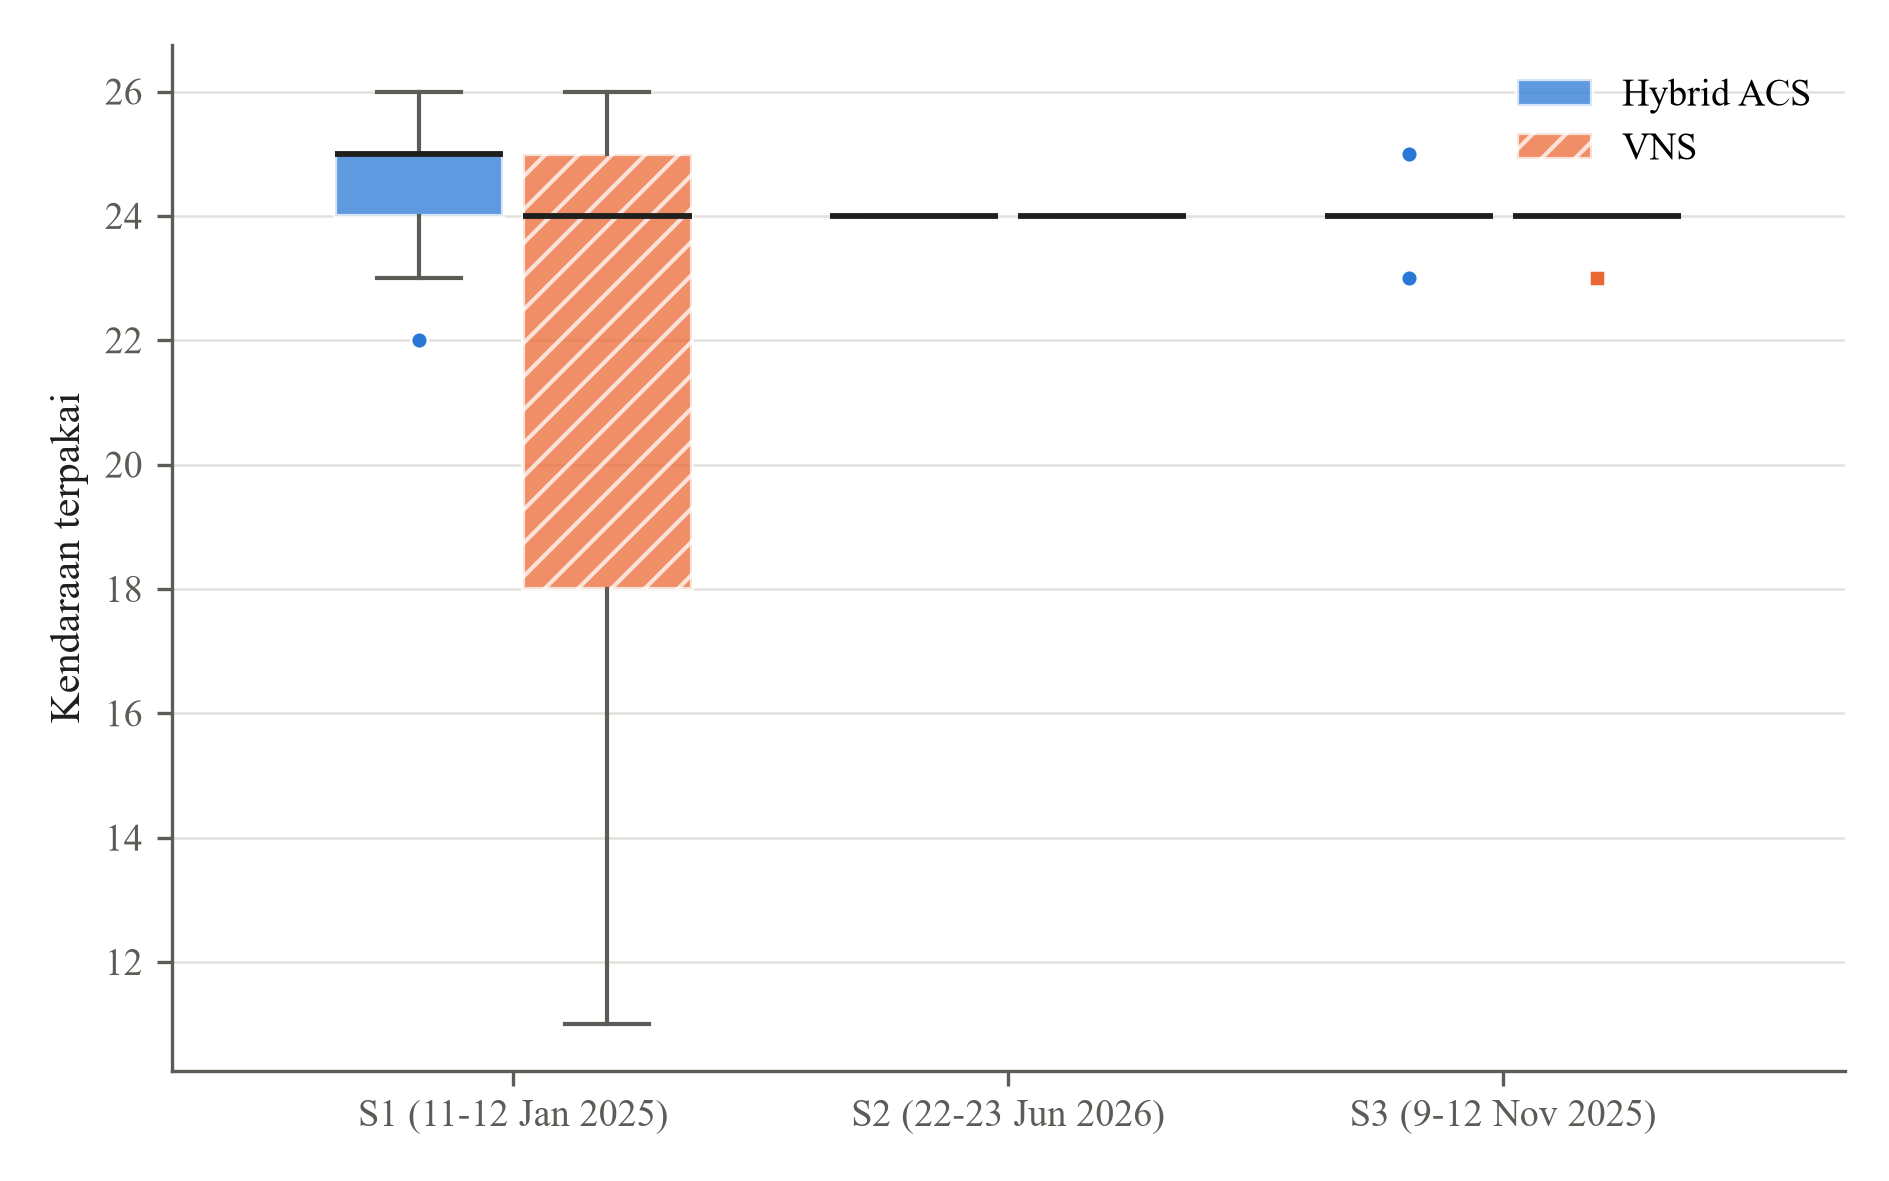 26
24
22
20
18
16
14
12
Kendaraan terpakai
Hybrid ACS
VNS
S1 (11-12 Jan 2025)
S2 (22-23 Jun 2026)
S3 (9-12 Nov 2025)